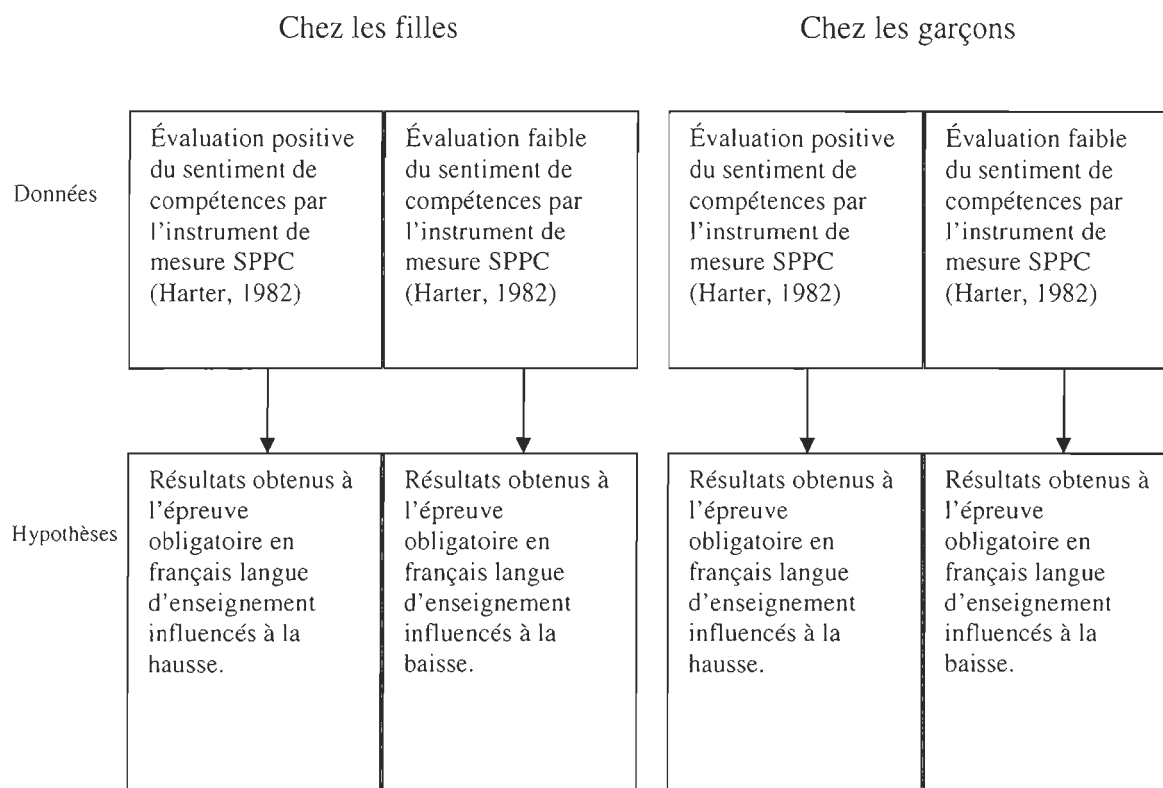 Chez les filles
Chez les garçons
Données
Évaluation positive
du sentiment de
compétences par
l'instrument de
mesure SPPC
(Harter, 1982)
Évaluation faible
du sentiment de
compétences par
l'instrument de
mesure SPPC
(Harter, 1982)
Évaluation positive
du sentiment de
compétences par
l'instrument de
mesure SPPC
(Harter, 1982)
Évaluation faible
du sentiment de
compétences par
l'instrument de
mesure SPPC
(Harter, 1982)
Hypothèses
Résultats obtenus à
l'épreuve
obligatoire en
français langue
d'enseignement
influencés à la
hausse.
Résultats obtenus à
l'épreuve
obligatoire en
français langue
d'enseignement
influencés à la
baisse.
Résultats obtenus à
l'épreuve
obligatoire en
français langue
d'enseignement
influencés à la
hausse.
Résultats obtenus à
l'épreuve
obligatoire en
français langue
d'enseignement
influencés à la
baisse.